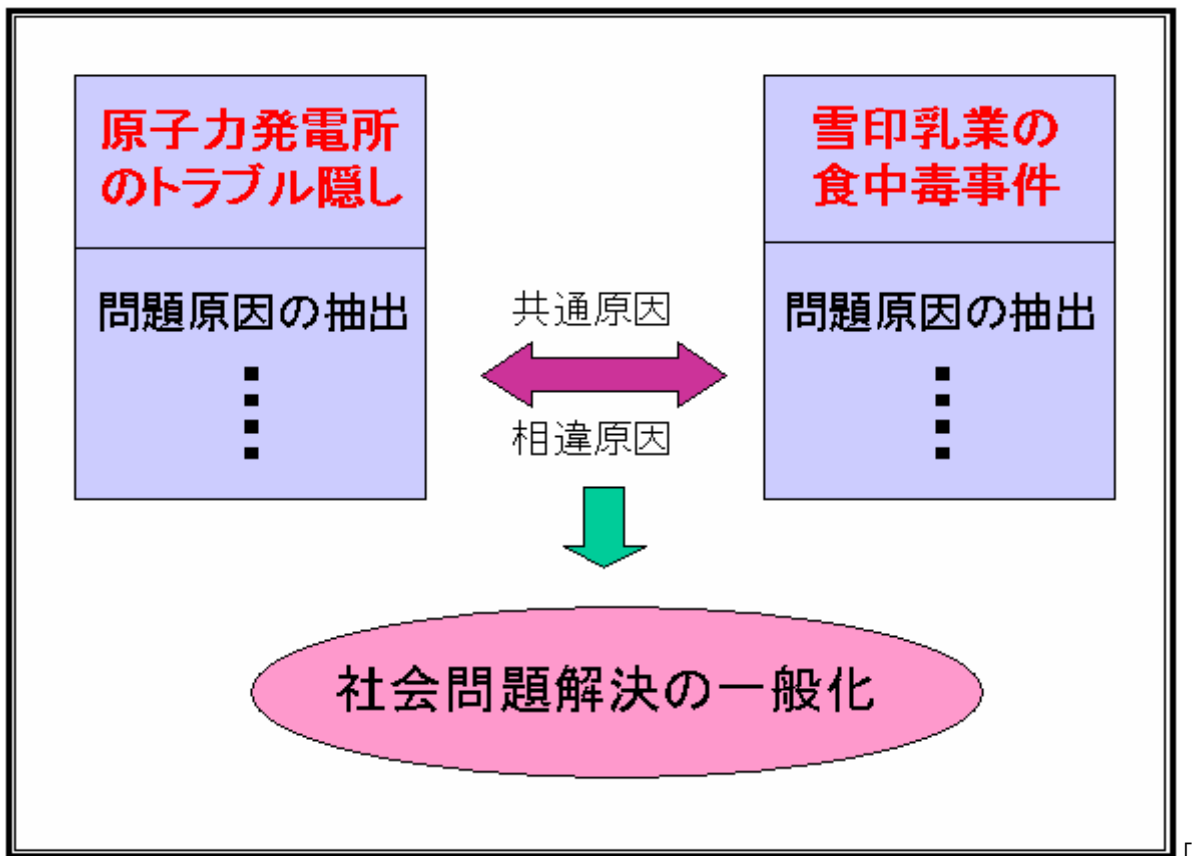 原子力発電所
のトラブル隠し
雪印乳業の
食中毒事件
問題原因の抽出
共通原因
相違原因
問題原因の抽出
社会問題解決の一般化